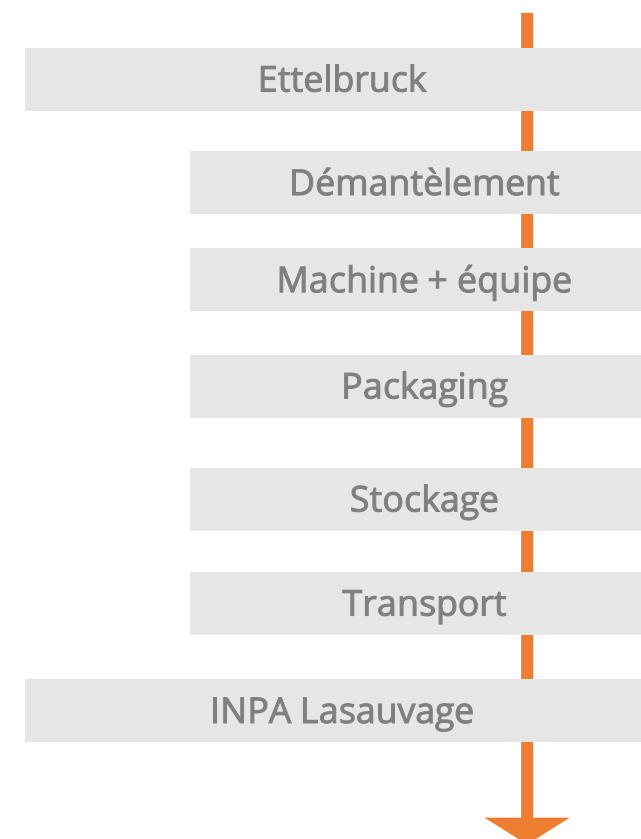 Ettelbruck
Démantèlement
Machine + équipe
Packaging
Stockage
Transport
INPA Lasauvage